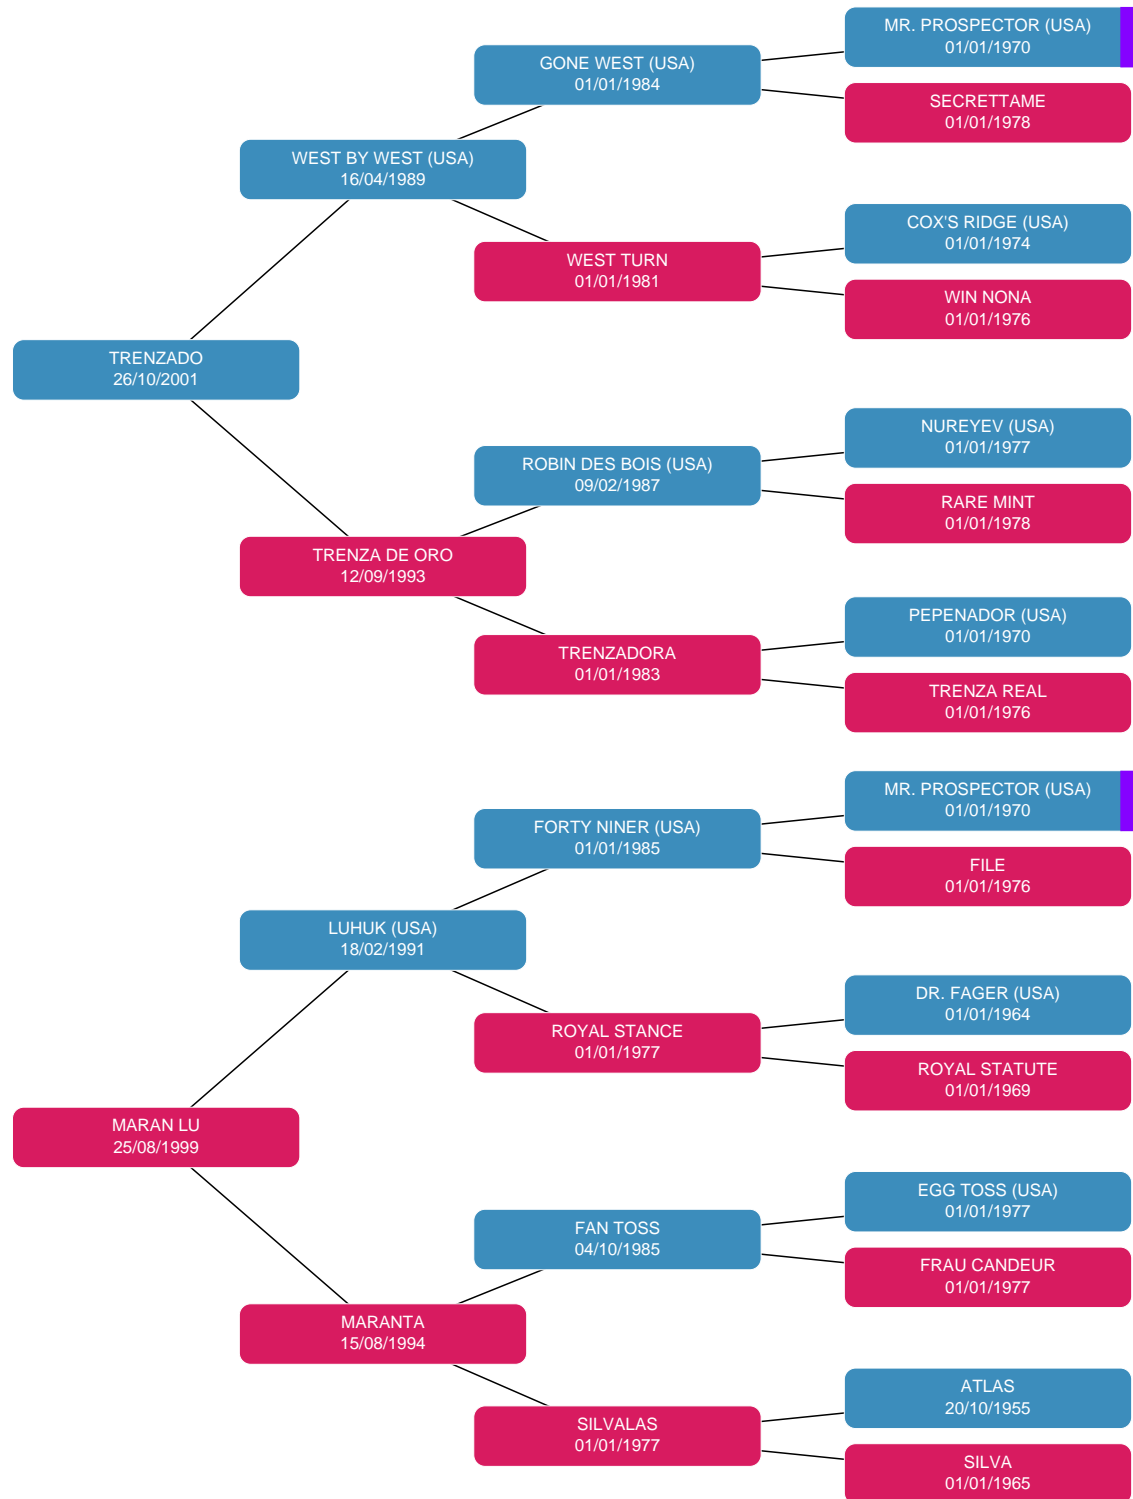 MR. PROSPECTOR (USA)
01/01/1970
GONE WEST (USA)
01/01/1984
SECRETTAME
01/01/1978
WEST BY WEST (USA)
16/04/1989
COX'S RIDGE (USA)
01/01/1974
WEST TURN
01/01/1981
WIN NONA
01/01/1976
TRENZADO
26/10/2001
NUREYEV (USA)
01/01/1977
ROBIN DES BOIS (USA)
09/02/1987
RARE MINT
01/01/1978
TRENZA DE ORO
12/09/1993
PEPENADOR (USA)
01/01/1970
TRENZADORA
01/01/1983
TRENZA REAL
01/01/1976
MR. PROSPECTOR (USA)
01/01/1970
FORTY NINER (USA)
01/01/1985
FILE
01/01/1976
LUHUK (USA)
18/02/1991
DR. FAGER (USA)
01/01/1964
ROYAL STANCE
01/01/1977
ROYAL STATUTE
01/01/1969
MARAN LU
25/08/1999
EGG TOSS (USA)
01/01/1977
FAN TOSS
04/10/1985
FRAU CANDEUR
01/01/1977
MARANTA
15/08/1994
ATLAS
20/10/1955
SILVALAS
01/01/1977
SILVA
01/01/1965